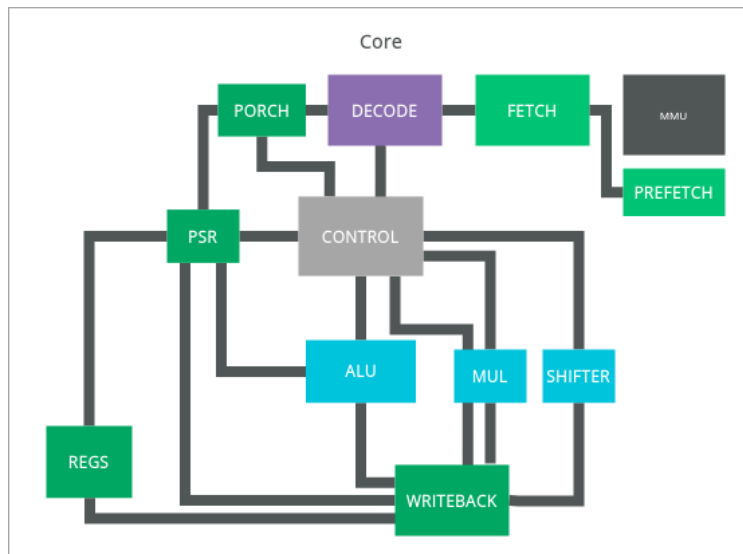 Core
PORCH
DECODE
FETCH
MMU
PREFETCH
PSR
CONTROL
ALU
MUL
SHIFTER
REGS
WRITEBACK